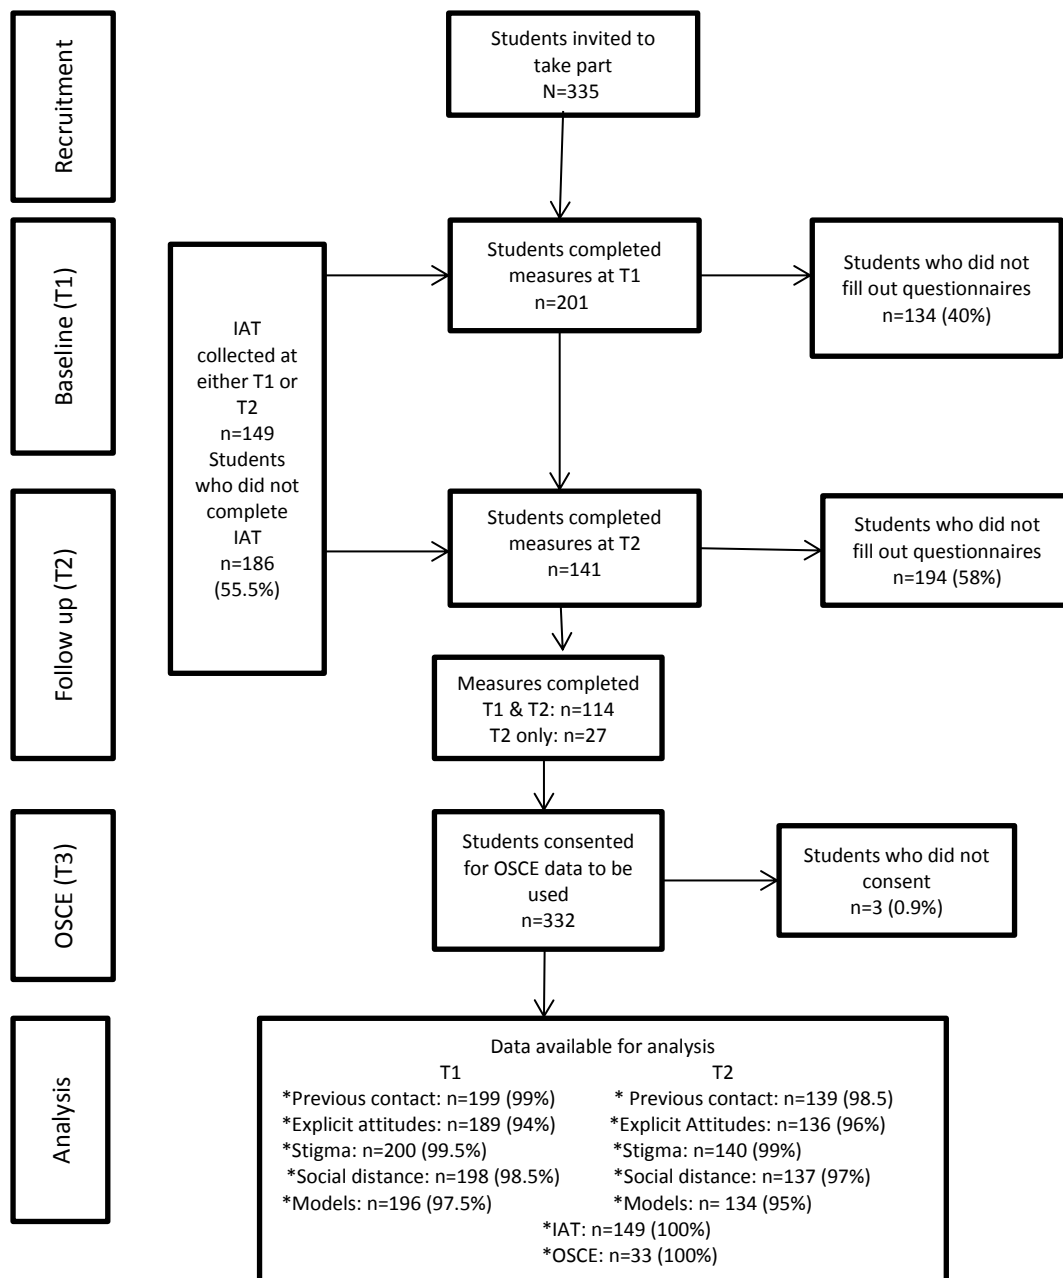 Recruitment
Students invited to
take part
N=335
Baseline (T1)
Students completed
measures at T1
n=201
Students who did not
fill out questionnaires
n=134 (40%)
IAT
collected at
either T1 or
T2
n=149
Students
who did not
complete
IAT
n=186
(55.5%)
Follow up (T2)
Students completed
measures at T2
n=141
Students who did not
fill out questionnaires
n=194 (58%)
Measures completed
T1 & T2: n=114
T2 only: n=27
OSCE (T3)
Students consented
for OSCE data to be
used
n=332
Students who did not
consent
n=3 (0.9%)
Analysis
Data available for analysis
T1 T2
*Previous contact: n=199 (99%) * Previous contact: n=139 (98.5)
*Explicit attitudes: n=189 (94%) *Explicit Attitudes: n=136 (96%)
*Stigma: n=200 (99.5%) *Stigma: n=140 (99%)
*Social distance: n=198 (98.5%) *Social distance: n=137 (97%)
*Models: n=196 (97.5%) *Models: n= 134 (95%)
*IAT: n=149 (100%)
*OSCE: n=33 (100%)